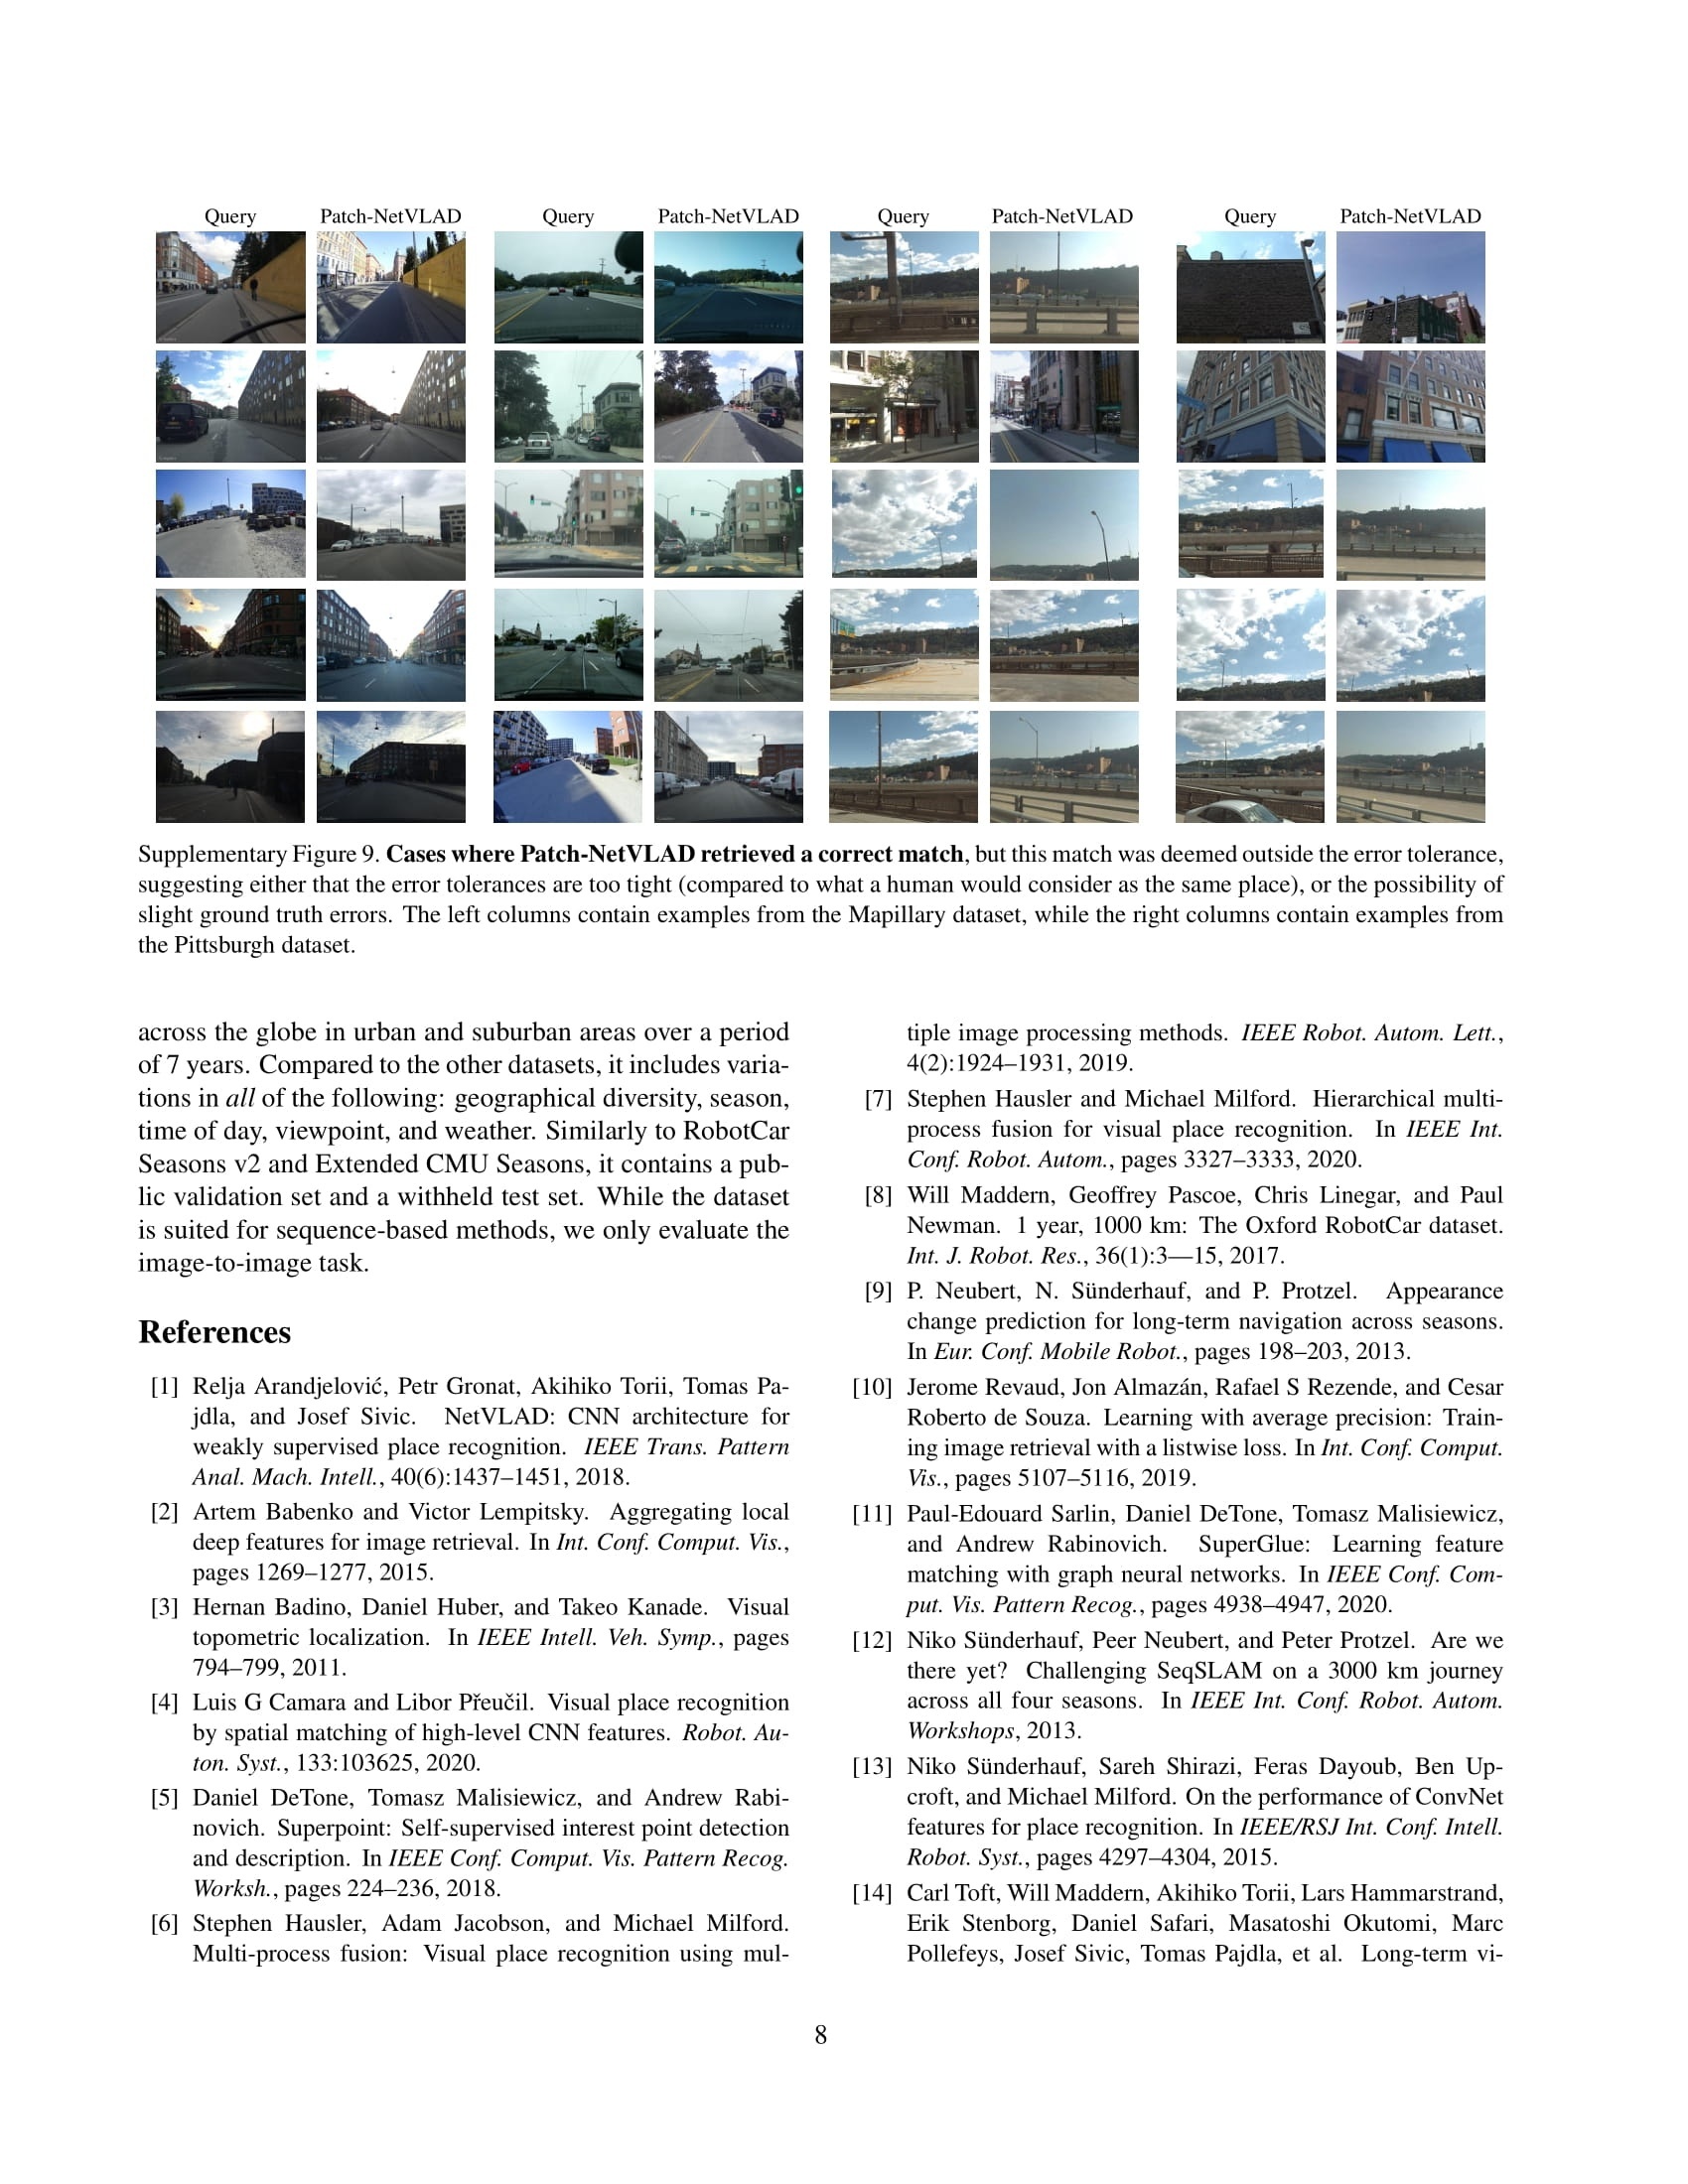 Query Patch-NetVLAD Query Patch-NetVLAD Query Patch-NetVLAD Query Patch-NetVLAD
Supplementary Figure 9. Cases where Patch-NetVLAD retrieved a correct match, but this match was deemed outside the error tolerance,
suggesting either that the error tolerances are too tight (compared to what a human would consider as the same place), or the possibility of
slight ground truth errors. The left columns contain examples from the Mapillary dataset, while the right columns contain examples from
the Pittsburgh dataset.
across the globe in urban and suburban areas over a period
of 7 years. Compared to the other datasets, it includes varia-
tions in all of the following: geographical diversity, season,
time of day, viewpoint, and weather. Similarly to RobotCar
Seasons v2 and Extended CMU Seasons, it contains a pub-
lic validation set and a withheld test set. While the dataset
is suited for sequence-based methods, we only evaluate the
image-to-image task.
References
[1] Relja Arandjelović, Petr Gronat, Akihiko Torii, Tomas Pa-
jdla, and Josef Sivic. NetVLAD: CNN architecture for
weakly supervised place recognition. IEEE Trans. Pattern
Anal. Mach. Intell., 40(6):1437–1451, 2018.
[2] Artem Babenko and Victor Lempitsky. Aggregating local
deep features for image retrieval. In Int. Conf. Comput. Vis.,
pages 1269–1277, 2015.
[3] Hernan Badino, Daniel Huber, and Takeo Kanade. Visual
topometric localization. In IEEE Intell. Veh. Symp., pages
794–799, 2011.
[4] Luis G Camara and Libor Přeučil. Visual place recognition
by spatial matching of high-level CNN features. Robot. Au-
ton. Syst., 133:103625, 2020.
[5] Daniel DeTone, Tomasz Malisiewicz, and Andrew Rabi-
novich. Superpoint: Self-supervised interest point detection
and description. In IEEE Conf. Comput. Vis. Pattern Recog.
Worksh., pages 224–236, 2018.
[6] Stephen Hausler, Adam Jacobson, and Michael Milford.
Multi-process fusion: Visual place recognition using mul-
tiple image processing methods. IEEE Robot. Autom. Lett.,
4(2):1924–1931, 2019.
[7] Stephen Hausler and Michael Milford. Hierarchical multi-
process fusion for visual place recognition. In IEEE Int.
Conf. Robot. Autom., pages 3327–3333, 2020.
[8] Will Maddern, Geoffrey Pascoe, Chris Linegar, and Paul
Newman. 1 year, 1000 km: The Oxford RobotCar dataset.
Int. J. Robot. Res., 36(1):3—15, 2017.
[9] P. Neubert, N. Sünderhauf, and P. Protzel. Appearance
change prediction for long-term navigation across seasons.
In Eur. Conf. Mobile Robot., pages 198–203, 2013.
[10] Jerome Revaud, Jon Almazán, Rafael S Rezende, and Cesar
Roberto de Souza. Learning with average precision: Train-
ing image retrieval with a listwise loss. In Int. Conf. Comput.
Vis., pages 5107–5116, 2019.
[11] Paul-Edouard Sarlin, Daniel DeTone, Tomasz Malisiewicz,
and Andrew Rabinovich. SuperGlue: Learning feature
matching with graph neural networks. In IEEE Conf. Com-
put. Vis. Pattern Recog., pages 4938–4947, 2020.
[12] Niko Sünderhauf, Peer Neubert, and Peter Protzel. Are we
there yet? Challenging SeqSLAM on a 3000 km journey
across all four seasons. In IEEE Int. Conf. Robot. Autom.
Workshops, 2013.
[13] Niko Sünderhauf, Sareh Shirazi, Feras Dayoub, Ben Up-
croft, and Michael Milford. On the performance of ConvNet
features for place recognition. In IEEE/RSJ Int. Conf. Intell.
Robot. Syst., pages 4297–4304, 2015.
[14] Carl Toft, Will Maddern, Akihiko Torii, Lars Hammarstrand,
Erik Stenborg, Daniel Safari, Masatoshi Okutomi, Marc
Pollefeys, Josef Sivic, Tomas Pajdla, et al. Long-term vi-
8